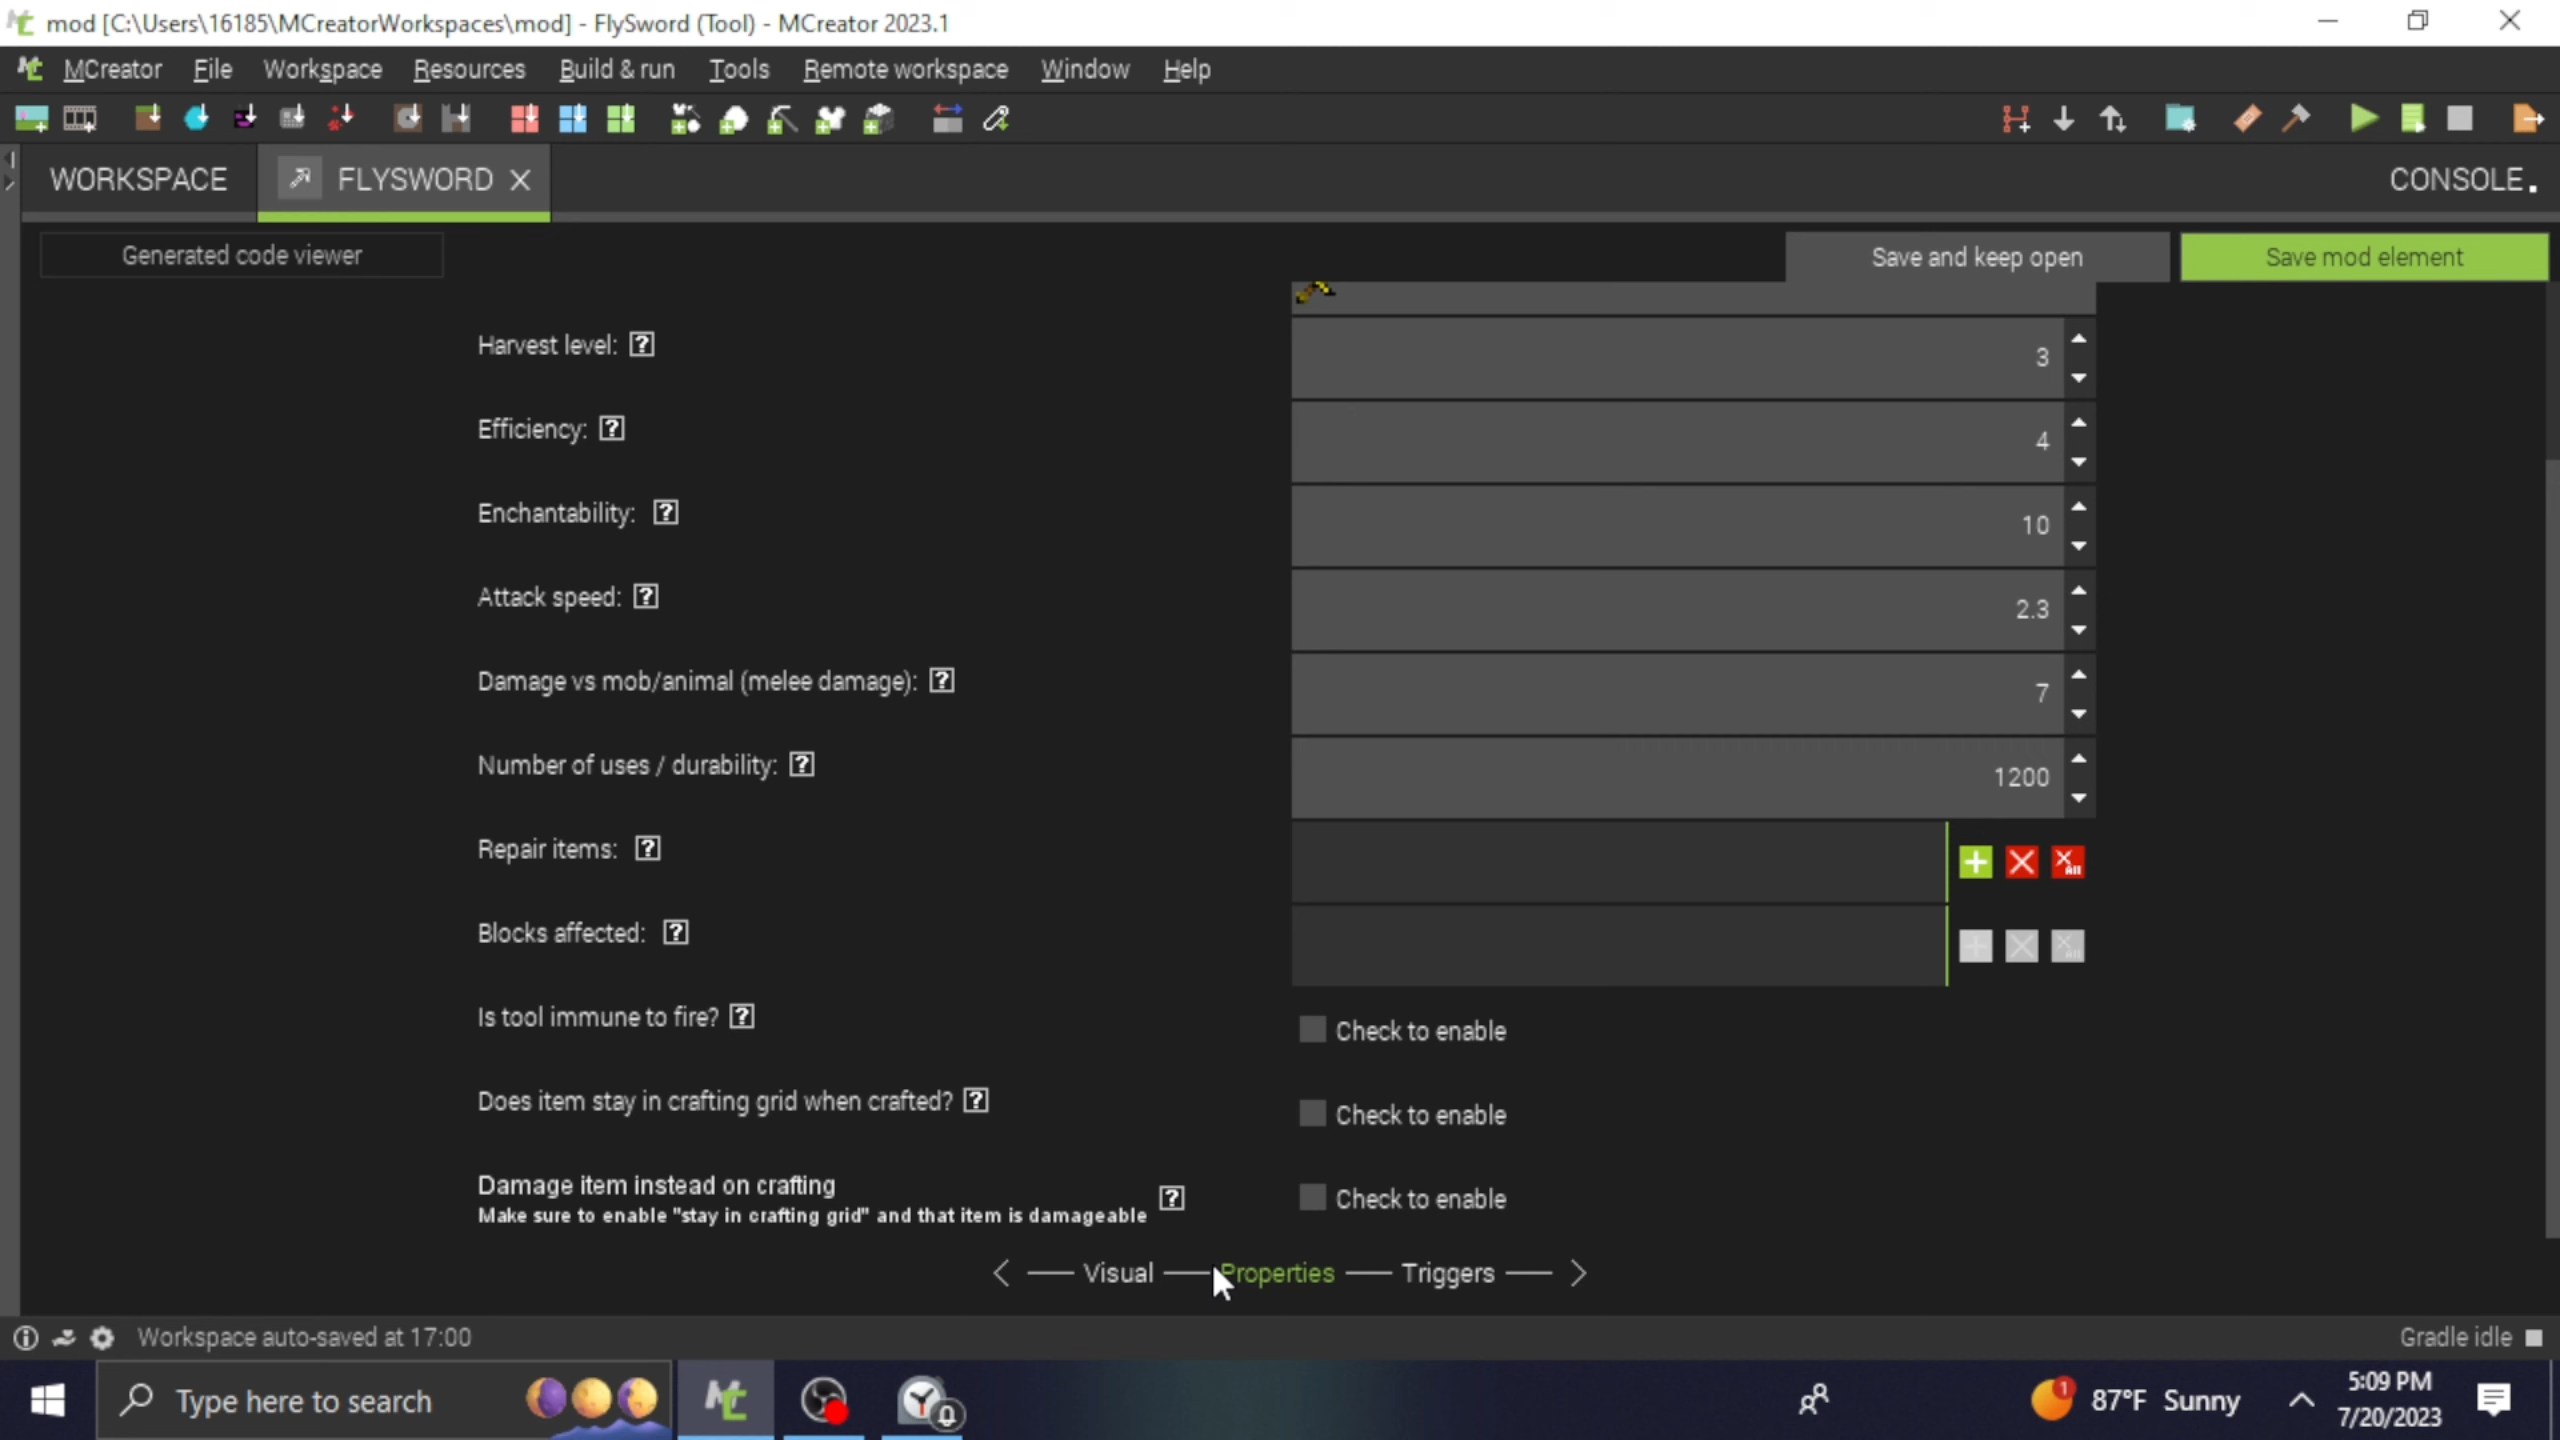 mod [C:\Users\16185\MCreatorWorkspaces\mod] - FlySword (Tool) - MCreator 2023.1
MCreator File Workspace Resources Build & run Tools Remote workspace Window Help
WORKSPACE FLYSWORD CONSOLE
Generated code viewer Save and keep open Save mod element
Harvest level: ? 3
Efficiency: ? 4
Enchantability: ? 10
Attack speed: ? 2.3
Damage vs mob/animal (melee damage): ? 7
Number of uses / durability: ? 1200
Repair items: ?
Blocks affected: ?
Is tool immune to fire? ? Check to enable
Does item stay in crafting grid when crafted? ? Check to enable
Damage item instead on crafting
Make sure to enable "stay in crafting grid" and that item is damageable ? Check to enable
Visual Properties Triggers
Workspace auto-saved at 17:00 Gradle idle
Type here to search 1 87°F Sunny 5:09 PM
7/20/2023